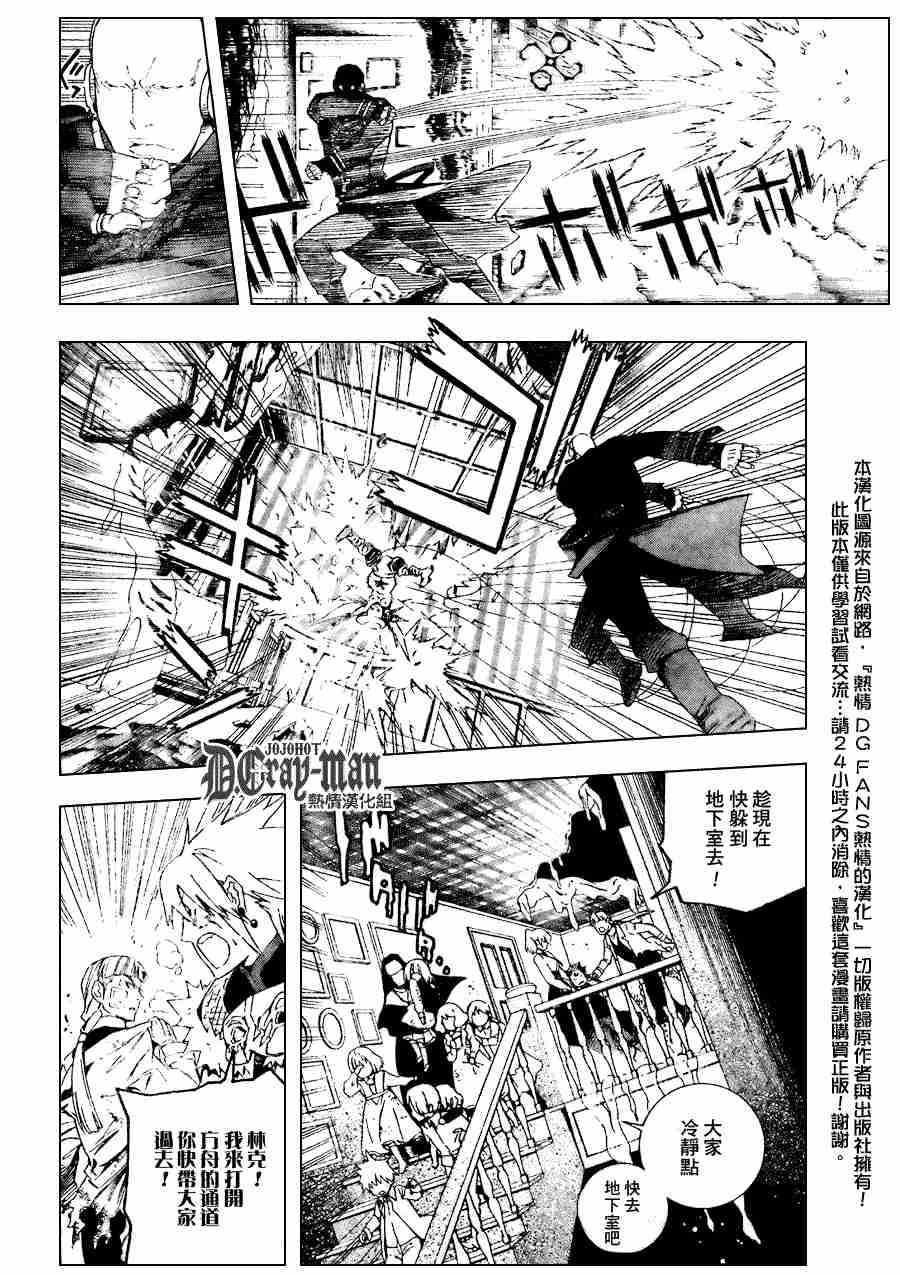 ボボボ
趁現在
快躲到
地下室去！
大家
冷靜點
快去
地下室吧
林克！
我來打開
方舟的通道
你快帶大家
過去！
JOJOHOT
D.Gray-man
熱情漢化組
本漢化圖源來自於網路，『熱情DG FANS熱情的漢化』一切版權歸原作者與出版社擁有！
此版本僅供學習試看交流…請24小時之內消除，喜歡這套漫畫請購買正版！謝謝。